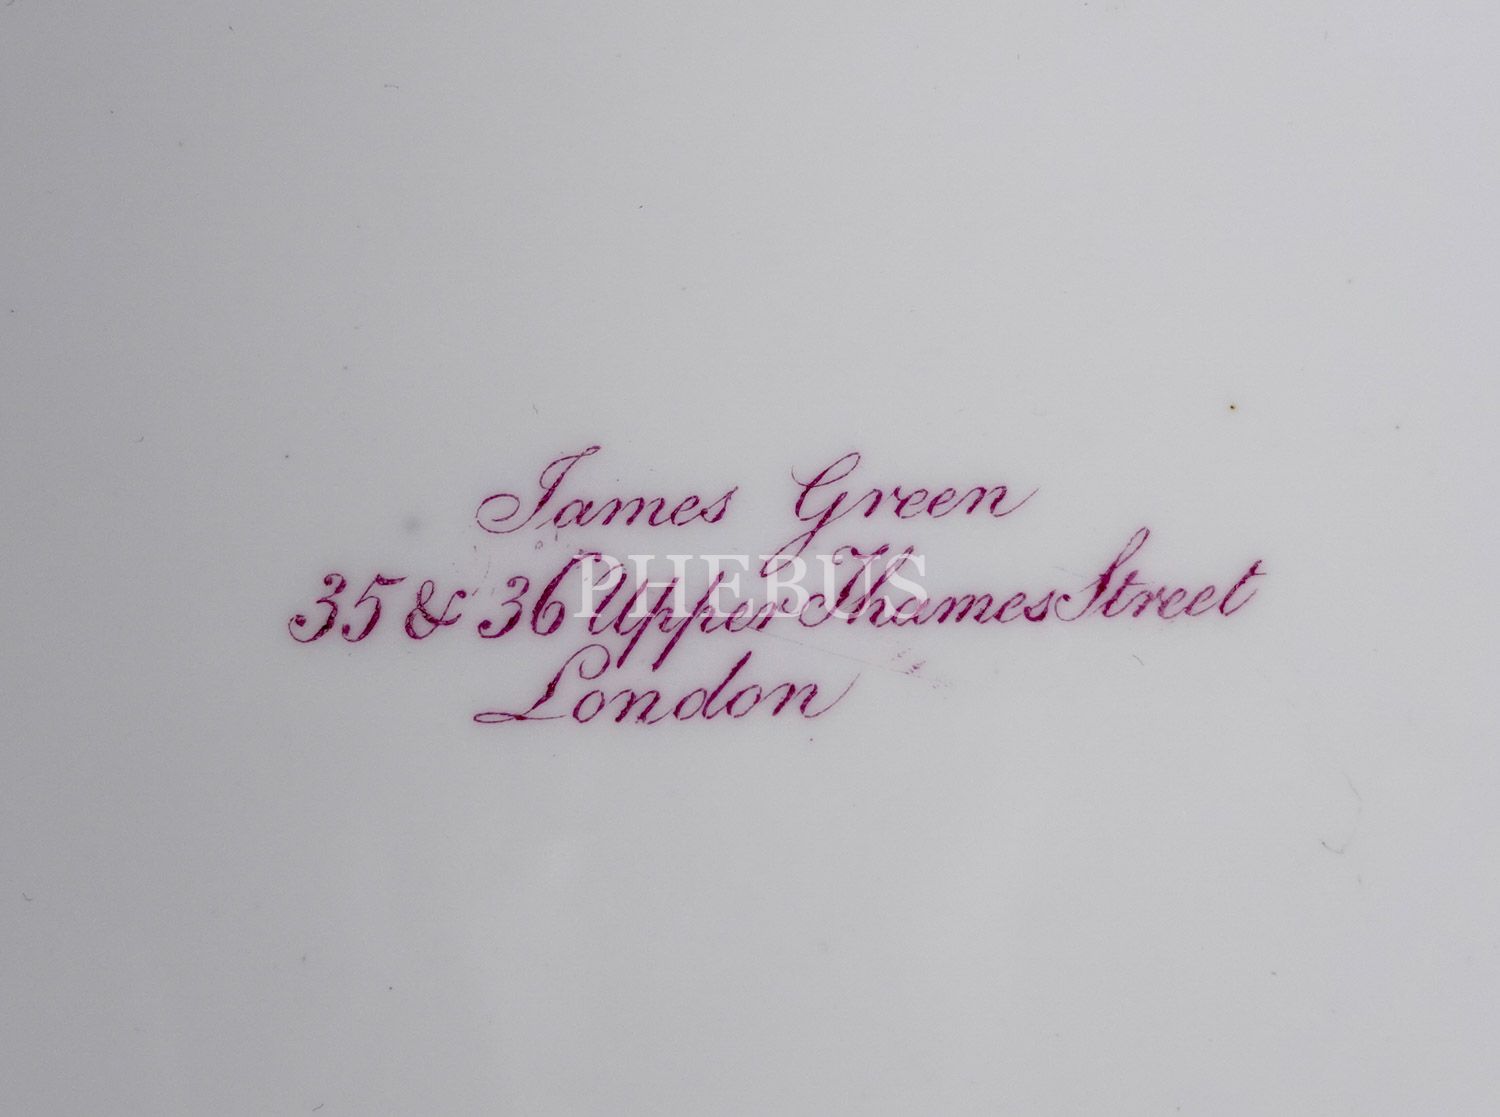 James Green
35 & 36 Upper Thames Street
London
PHEBUS